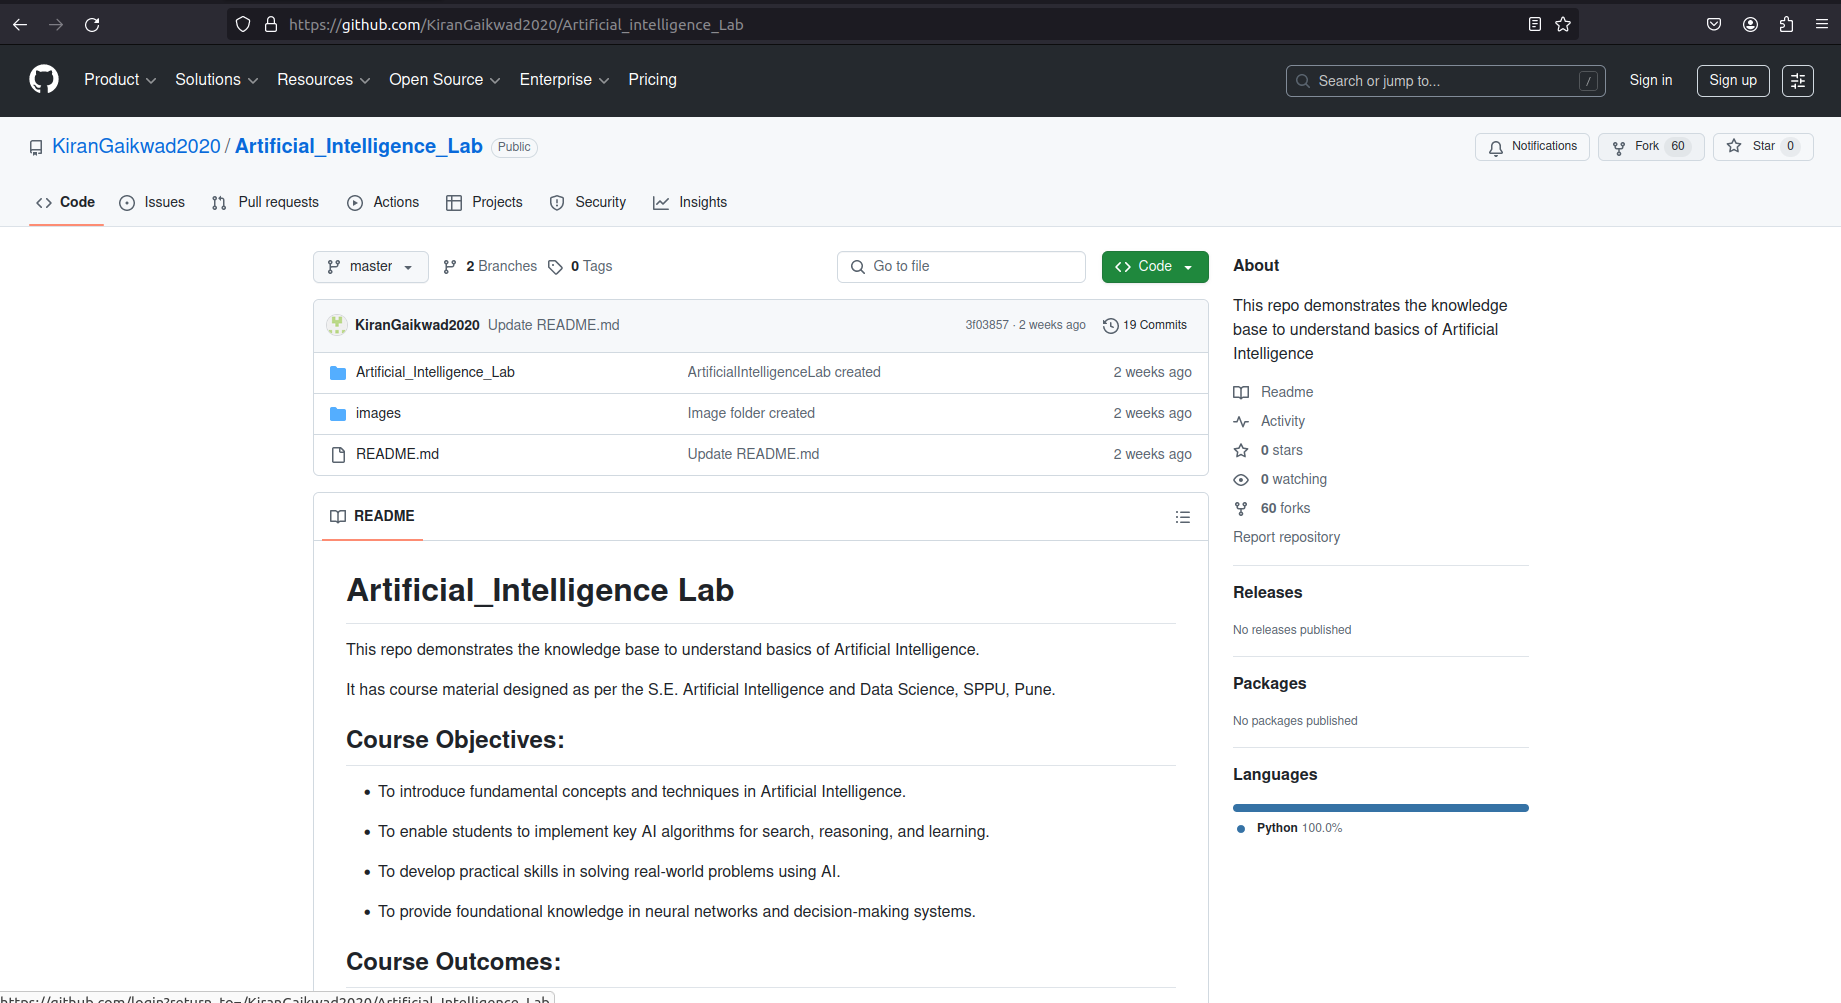 https://github.com/KiranGaikwad2020/Artificial_intelligence_Lab
Product Solutions Resources Open Source Enterprise Pricing Search or jump to... / Sign in Sign up
KiranGaikwad2020 / Artificial_Intelligence_Lab Public Notifications Fork 60 Star 0
Code Issues Pull requests Actions Projects Security Insights
master 2 Branches 0 Tags Go to file Code
KiranGaikwad2020 Update README.md 3f03857 · 2 weeks ago 19 Commits
Artificial_Intelligence_Lab ArtificialIntelligenceLab created 2 weeks ago
images Image folder created 2 weeks ago
README.md Update README.md 2 weeks ago
README
Artificial_Intelligence Lab
This repo demonstrates the knowledge base to understand basics of Artificial Intelligence.
It has course material designed as per the S.E. Artificial Intelligence and Data Science, SPPU, Pune.
Course Objectives:
• To introduce fundamental concepts and techniques in Artificial Intelligence.
• To enable students to implement key AI algorithms for search, reasoning, and learning.
• To develop practical skills in solving real-world problems using AI.
• To provide foundational knowledge in neural networks and decision-making systems.
Course Outcomes:
About
This repo demonstrates the knowledge
base to understand basics of Artificial
Intelligence
Readme
Activity
0 stars
0 watching
60 forks
Report repository
Releases
No releases published
Packages
No packages published
Languages
Python 100.0%
https://github.com/login?return_to=/KiranGaikwad2020/Artificial_Intelligence_Lab